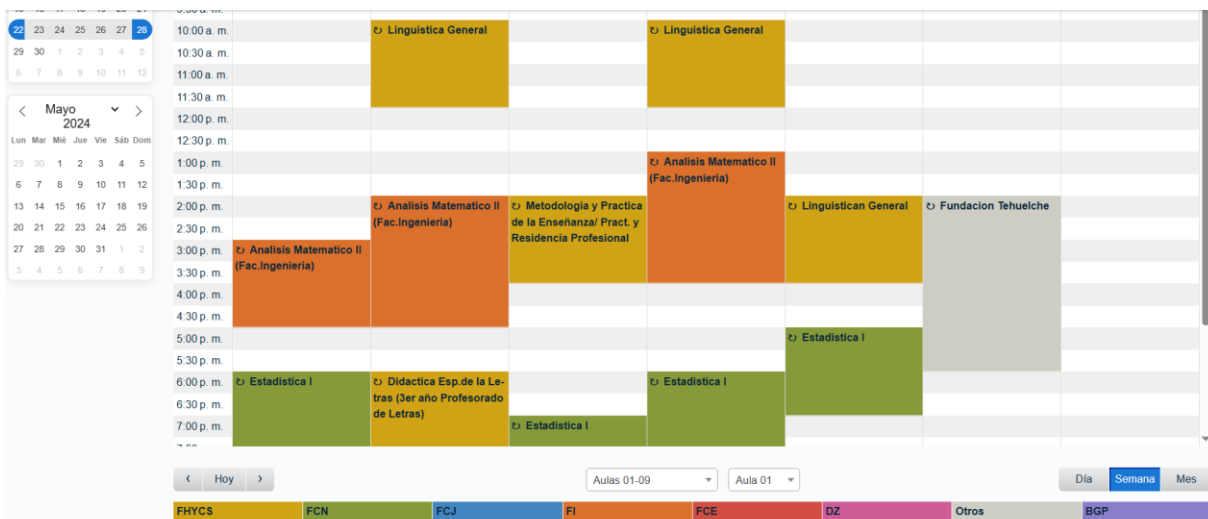 22 23 24 25 26 27 28
29 30 1 2 3 4 5
6 7 8 9 10 11 12
Mayo
2024
Lun Mar Mié Jue Vie Sáb Dom
29 30 1 2 3 4 5
6 7 8 9 10 11 12
13 14 15 16 17 18 19
20 21 22 23 24 25 26
27 28 29 30 31 1 2
3 4 5 6 7 8 9
10:00 a. m.
Linguistica General
Linguistica General
10:30 a. m.
11:00 a. m.
11:30 a. m.
12:00 p. m.
12:30 p. m.
1:00 p. m.
Analisis Matematico II
(Fac.Ingenieria)
1:30 p. m.
2:00 p. m.
Analisis Matematico II
(Fac.Ingenieria)
Metodologia y Practica
de la Enseñanza/ Pract. y
Residencia Profesional
Linguistican General
Fundacion Tehuelche
2:30 p. m.
3:00 p. m.
Analisis Matematico II
(Fac.Ingenieria)
3:30 p. m.
4:00 p. m.
4:30 p. m.
5:00 p. m.
Estadistica I
5:30 p. m.
6:00 p. m.
Estadistica I
Didactica Esp.de la Le-
tras (3er año Profesorado
de Letras)
Estadistica I
6:30 p. m.
7:00 p. m.
Estadistica I
Hoy
Aulas 01-09
Aula 01
Día Semana Mes
FHYCS FCN FCJ FI FCE DZ Otros BGP